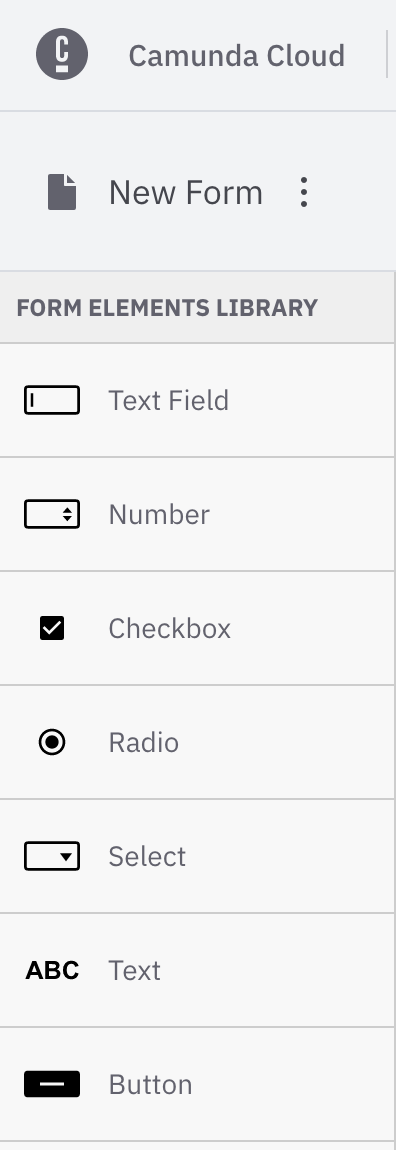 Camunda Cloud
New Form
FORM ELEMENTS LIBRARY
Text Field
Number
Checkbox
Radio
Select
ABC Text
Button